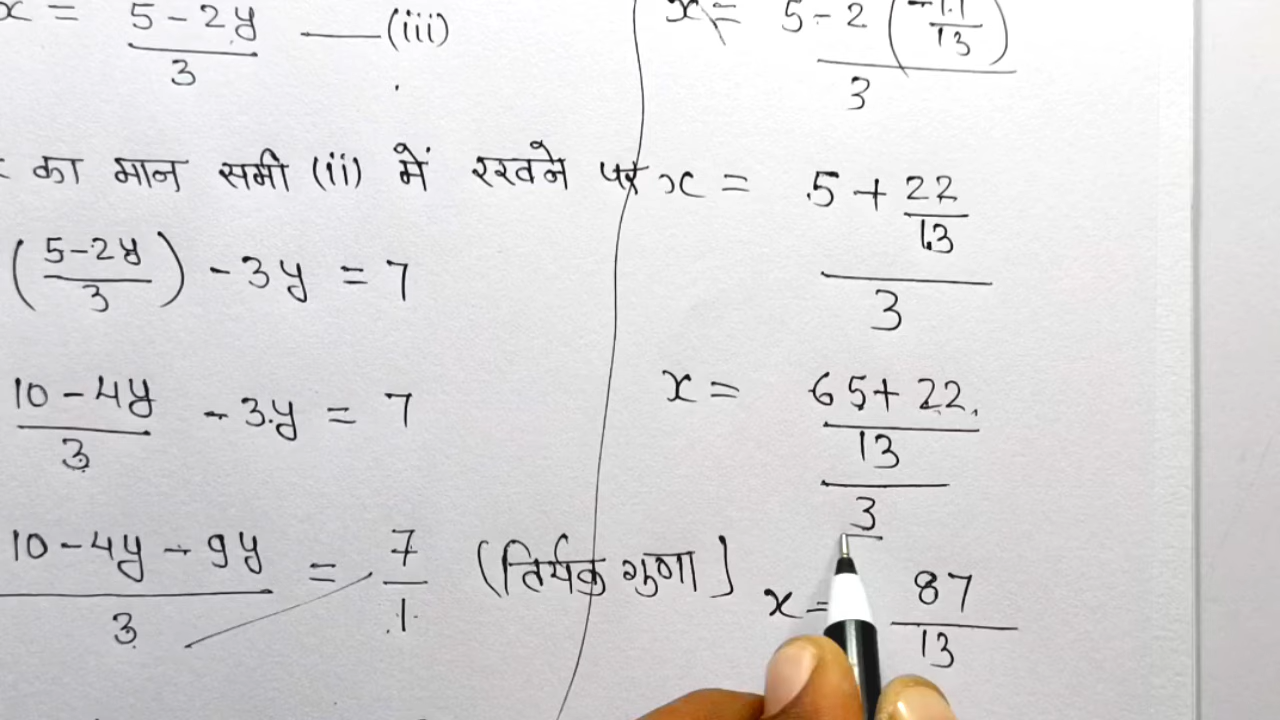 x = 5-2y/3 —(iii)
का मान समी (ii) में रखने पर
(5-2y/3) - 3y = 7
10-4y/3 - 3y = 7
10-4y-9y/3 = 7/1 (तिर्यक गुणा)
x = 5-2(-11/13)/3
x = 5+22/13/3
x = 65+22/13/3
x = 87/13